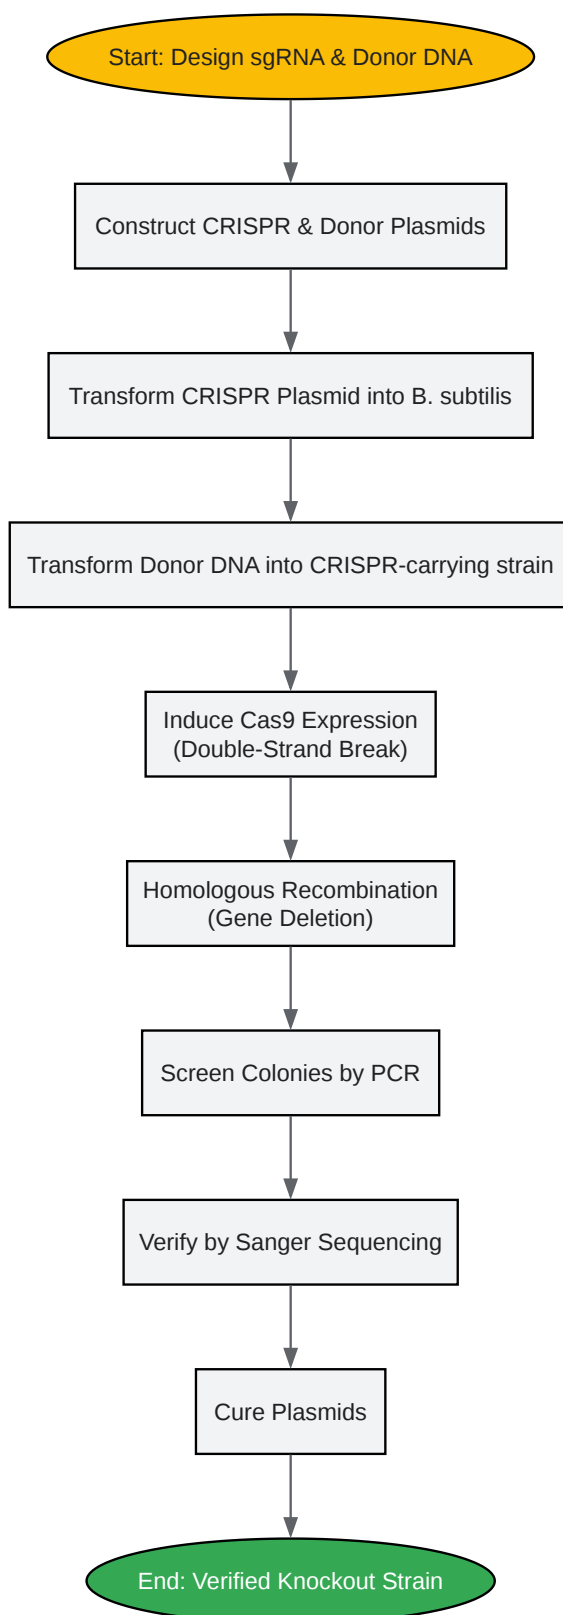 Start: Design sgRNA & Donor DNA
Construct CRISPR & Donor Plasmids
Transform CRISPR Plasmid into B. subtilis
Transform Donor DNA into CRISPR-carrying strain
Induce Cas9 Expression
(Double-Strand Break)
Homologous Recombination
(Gene Deletion)
Screen Colonies by PCR
Verify by Sanger Sequencing
Cure Plasmids
End: Verified Knockout Strain